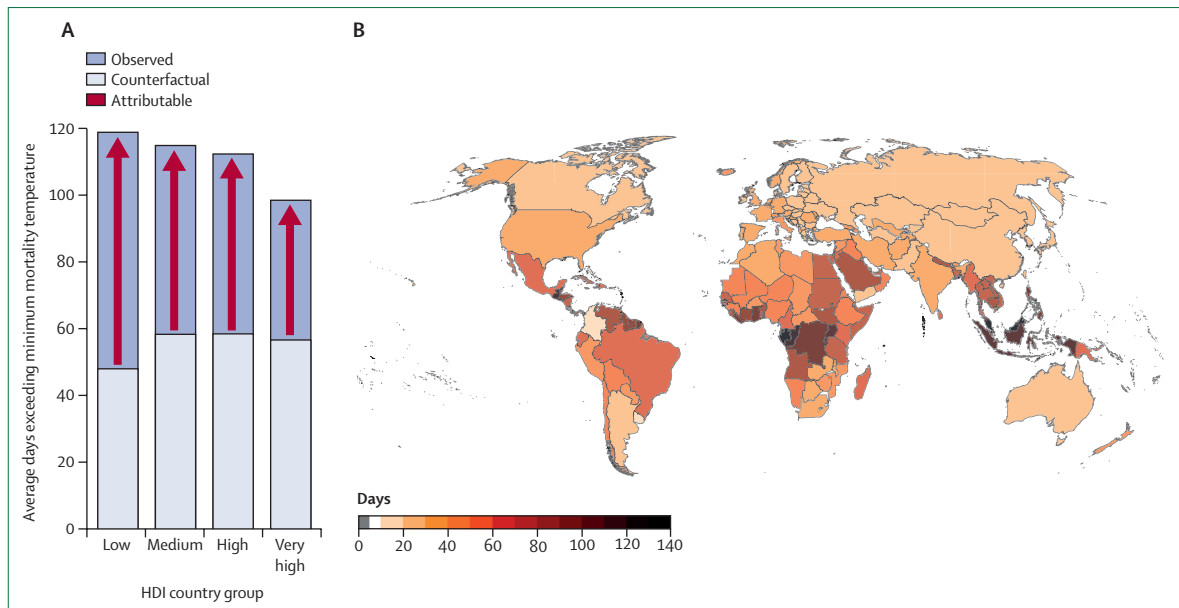 A
Observed
Counterfactual
Attributable
Average days exceeding minimum mortality temperature
120
100
80
60
40
20
0
Low
Medium
High
Very
high
HDI country group
B
Days
0 20 40 60 80 100 120 140